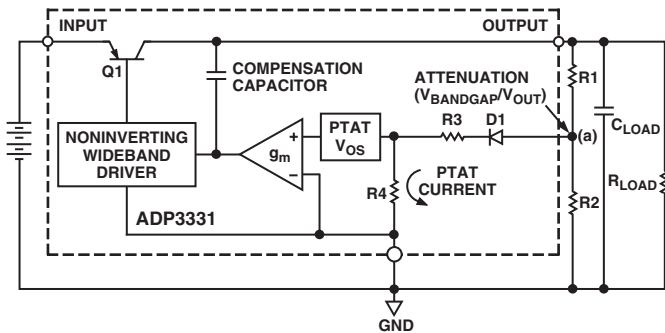 INPUT
OUTPUT
Q1
COMPENSATION
CAPACITOR
ATTENUATION
(VBANDGAP/VOUT)
R1
R3
D1
(a)
CLOAD
NONINVERTING
WIDEBAND
DRIVER
gm
+
−
PTAT
VOS
R4
PTAT
CURRENT
R2
RLOAD
ADP3331
GND